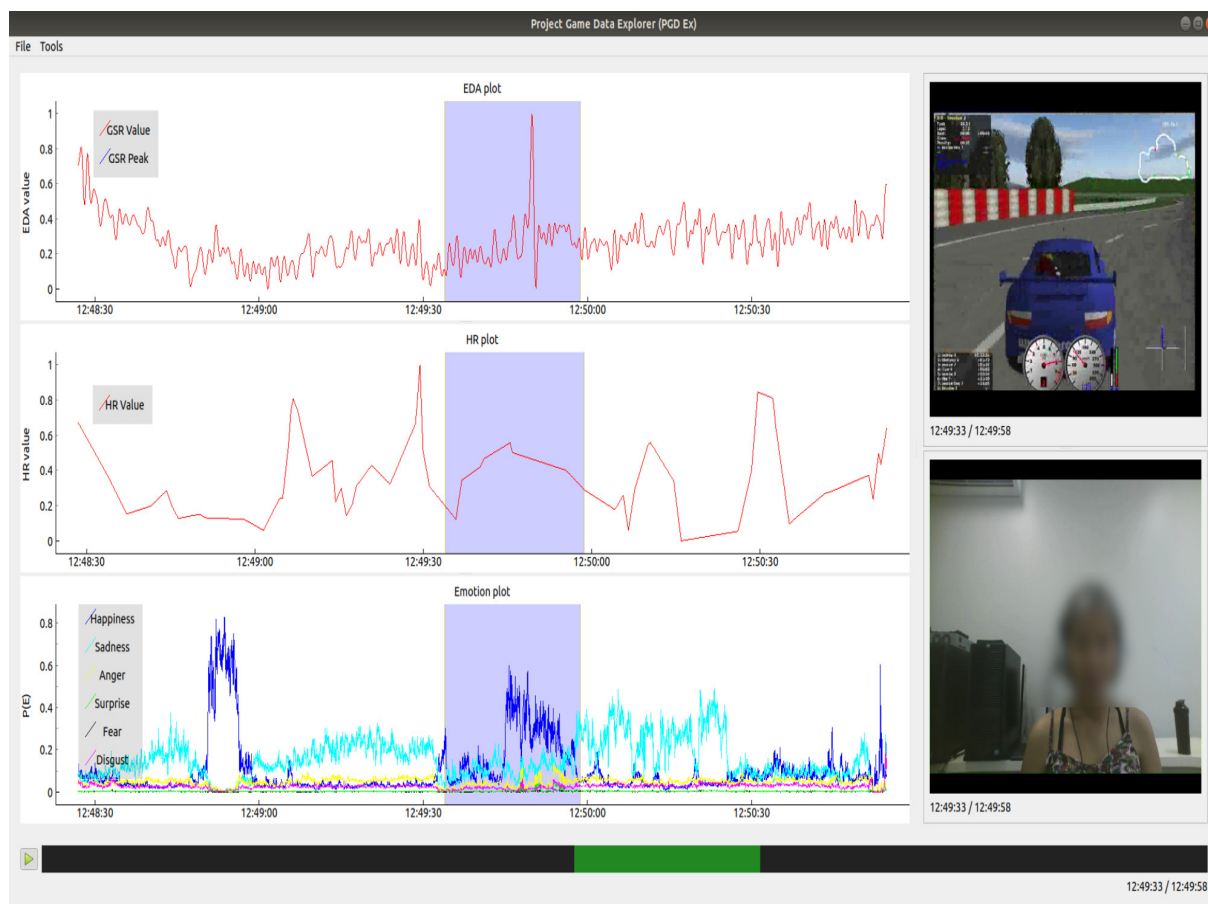 Project Game Data Explorer (PGD Ex)
File Tools
EDA plot
GSR Value
GSR Peak
EDA value
1
0.8
0.6
0.4
0.2
0
12:48:30 12:49:00 12:49:30 12:50:00 12:50:30
HR plot
HR Value
HR value
1
0.8
0.6
0.4
0.2
0
12:48:30 12:49:00 12:49:30 12:50:00 12:50:30
Emotion plot
Happiness
Sadness
Anger
Surprise
Fear
Disgust
P(E)
0.8
0.6
0.4
0.2
0
12:48:30 12:49:00 12:49:30 12:50:00 12:50:30
12:49:33 / 12:49:58
12:49:33 / 12:49:58
12:49:33 / 12:49:58